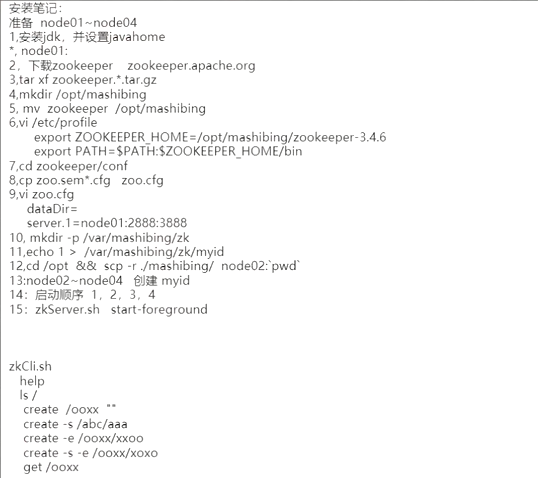 安装笔记：
准备 node01~node04
1,安装jdk，并设置javahome
*, node01:
2，下载zookeeper zookeeper.apache.org
3,tar xf zookeeper.*.tar.gz
4,mkdir /opt/mashibing
5, mv zookeeper /opt/mashibing
6,vi /etc/profile
export ZOOKEEPER_HOME=/opt/mashibing/zookeeper-3.4.6
export PATH=$PATH:$ZOOKEEPER_HOME/bin
7,cd zookeeper/conf
8,cp zoo.sem*.cfg zoo.cfg
9,vi zoo.cfg
dataDir=
server.1=node01:2888:3888
10, mkdir -p /var/mashibing/zk
11,echo 1 > /var/mashibing/zk/myid
12,cd /opt && scp -r ./mashibing/ node02:`pwd`
13:node02~node04 创建 myid
14：启动顺序 1，2，3，4
15：zkServer.sh start-foreground
zkCli.sh
help
ls /
create /ooxx ""
create -s /abc/aaa
create -e /ooxx/xxoo
create -s -e /ooxx/xoxo
get /ooxx